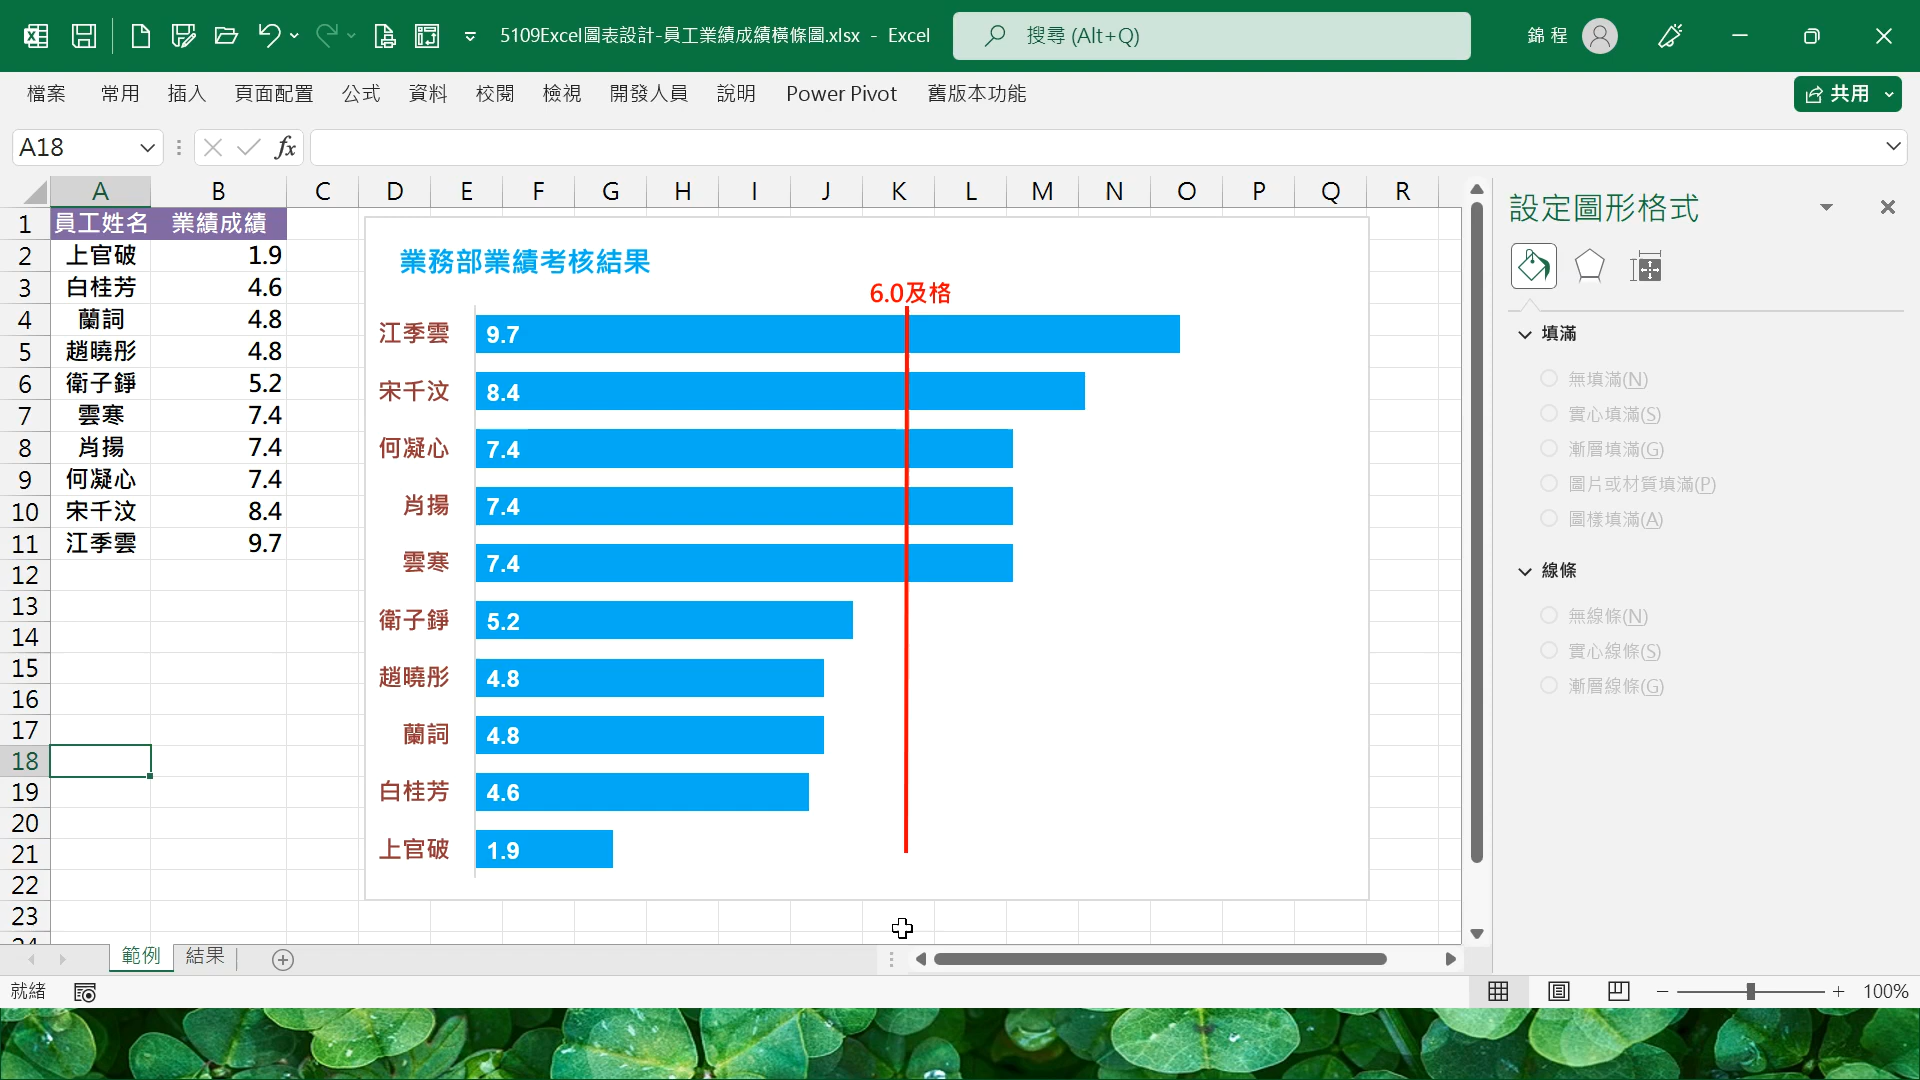 5109Excel圖表設計-員工業績成績橫條圖.xlsx - Excel
搜尋 (Alt+Q)
錦 程
檔案 常用 插入 頁面配置 公式 資料 校閱 檢視 開發人員 說明 Power Pivot 舊版本功能
共用
A18
fx
A B C D E F G H I J K L M N O P Q R
1 員工姓名 業績成績
2 上官破 1.9
3 白桂芳 4.6
4 蘭詞 4.8
5 趙曉彤 4.8
6 衛子錚 5.2
7 雲寒 7.4
8 肖揚 7.4
9 何凝心 7.4
10 宋千汶 8.4
11 江季雲 9.7
12
13
14
15
16
17
18
19
20
21
22
23
24
業務部業績考核結果
6.0及格
江季雲 9.7
宋千汶 8.4
何凝心 7.4
肖揚 7.4
雲寒 7.4
衛子錚 5.2
趙曉彤 4.8
蘭詞 4.8
白桂芳 4.6
上官破 1.9
設定圖形格式
填滿
無填滿(N)
實心填滿(S)
漸層填滿(G)
圖片或材質填滿(P)
圖樣填滿(A)
線條
無線條(N)
實心線條(S)
漸層線條(G)
範例 結果
就緒
100%